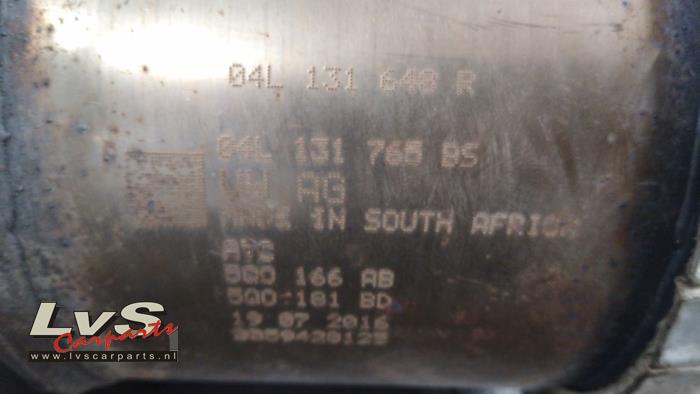 04L 131 648 R
04L 131 765 BS
VW AG
MADE IN SOUTH AFRICA
5Q0 166 AB
5Q0 181 BD
19.07.2016
LvS
Carparts
www.lvscarparts.nl